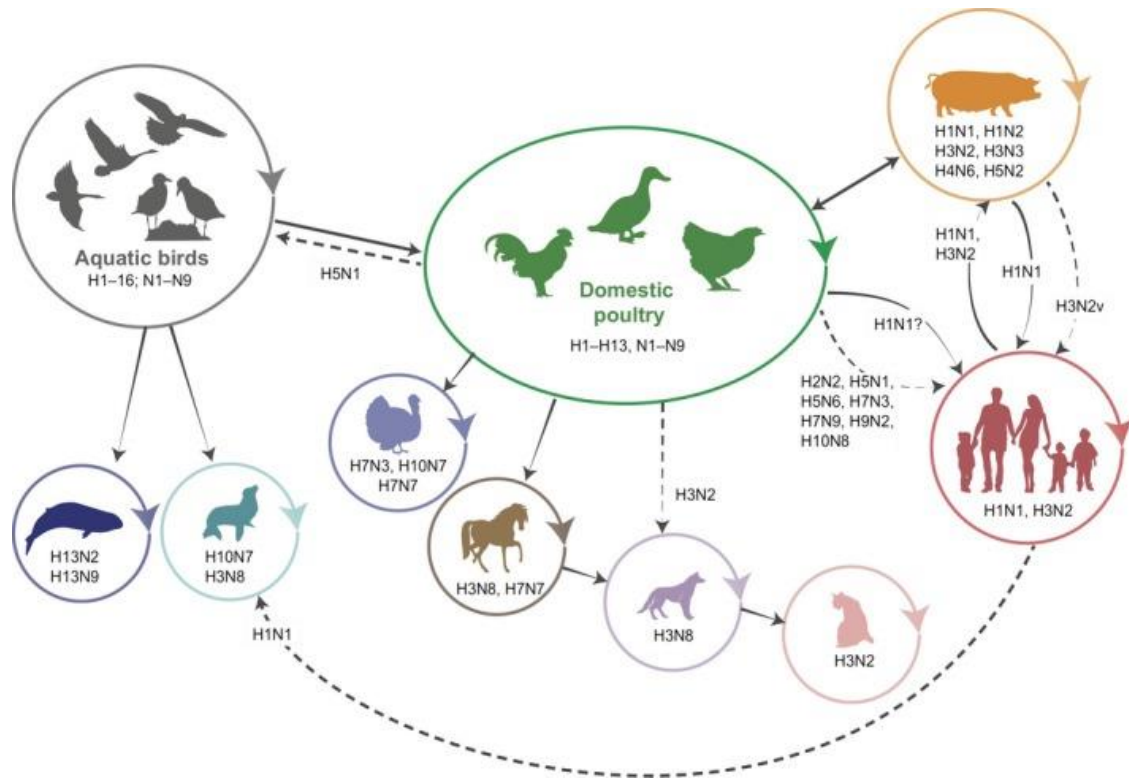 Aquatic birds
H1–16; N1–N9
H5N1
Domestic
poultry
H1–H13, N1–N9
H1N1, H1N2
H3N2, H3N3
H4N6, H5N2
H1N1,
H3N2
H1N1
H3N2v
H1N1?
H2N2, H5N1,
H5N6, H7N3,
H7N9, H9N2,
H10N8
H1N1, H3N2
H7N3, H10N7
H7N7
H3N2
H13N2
H13N9
H10N7
H3N8
H3N8, H7N7
H3N8
H3N2
H1N1